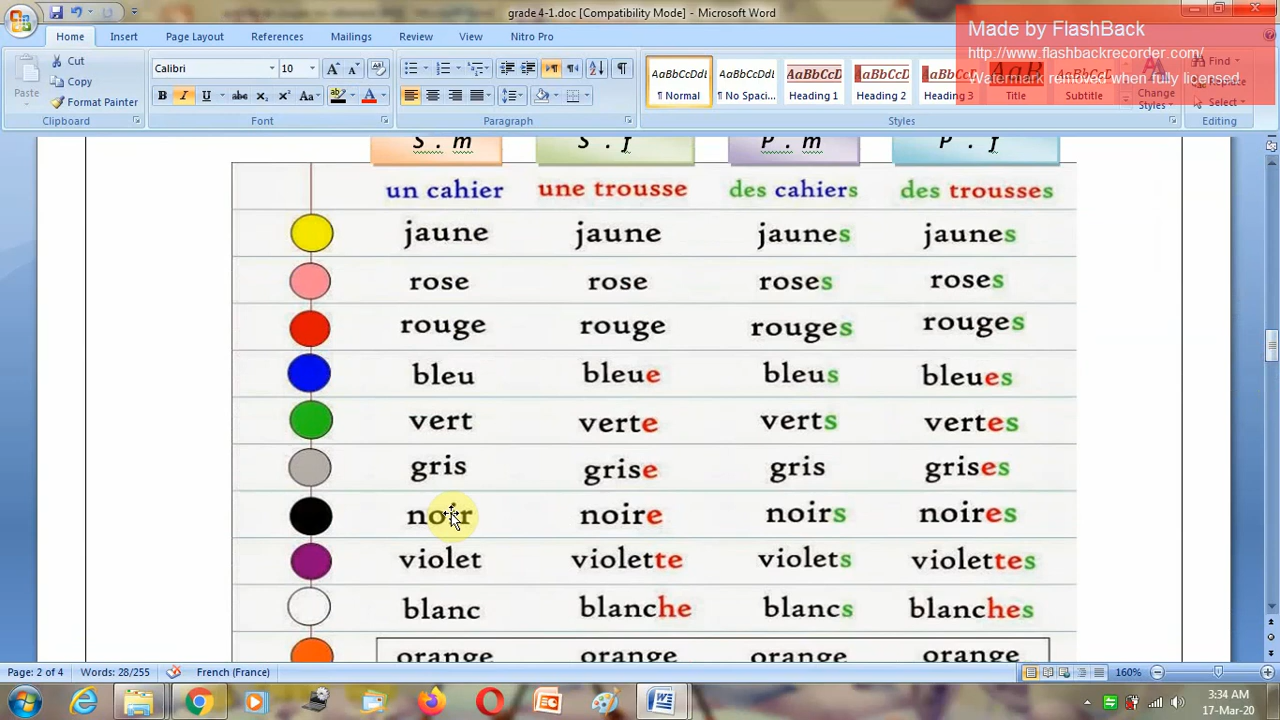 grade 4-1.doc [Compatibility Mode] - Microsoft Word
Made by FlashBack
http://www.flashbackrecorder.com/
Watermark removed when fully licensed
Home Insert Page Layout References Mailings Review View Nitro Pro
Paste
Cut
Copy
Format Painter
Clipboard
Calibri 10
Font
Paragraph
AaBbCcDdI AaBbCcDdI AaBbCcD AaBbCcD AaBbCcD AaB AaBbCcI
¶ Normal ¶ No Spaci... Heading 1 Heading 2 Heading 3 Title Subtitle
Change Styles
Styles
Find
Replace
Select
Editing
S . m S . f P . m P . f
un cahier une trousse des cahiers des trousses
jaune jaune jaunes jaunes
rose rose roses roses
rouge rouge rouges rouges
bleu bleue bleus bleues
vert verte verts vertes
gris grise gris grises
noir noire noirs noires
violet violette violets violettes
blanc blanche blancs blanches
orange orange orange orange
Page: 2 of 4 Words: 28/255 French (France) 160%
3:34 AM
17-Mar-20